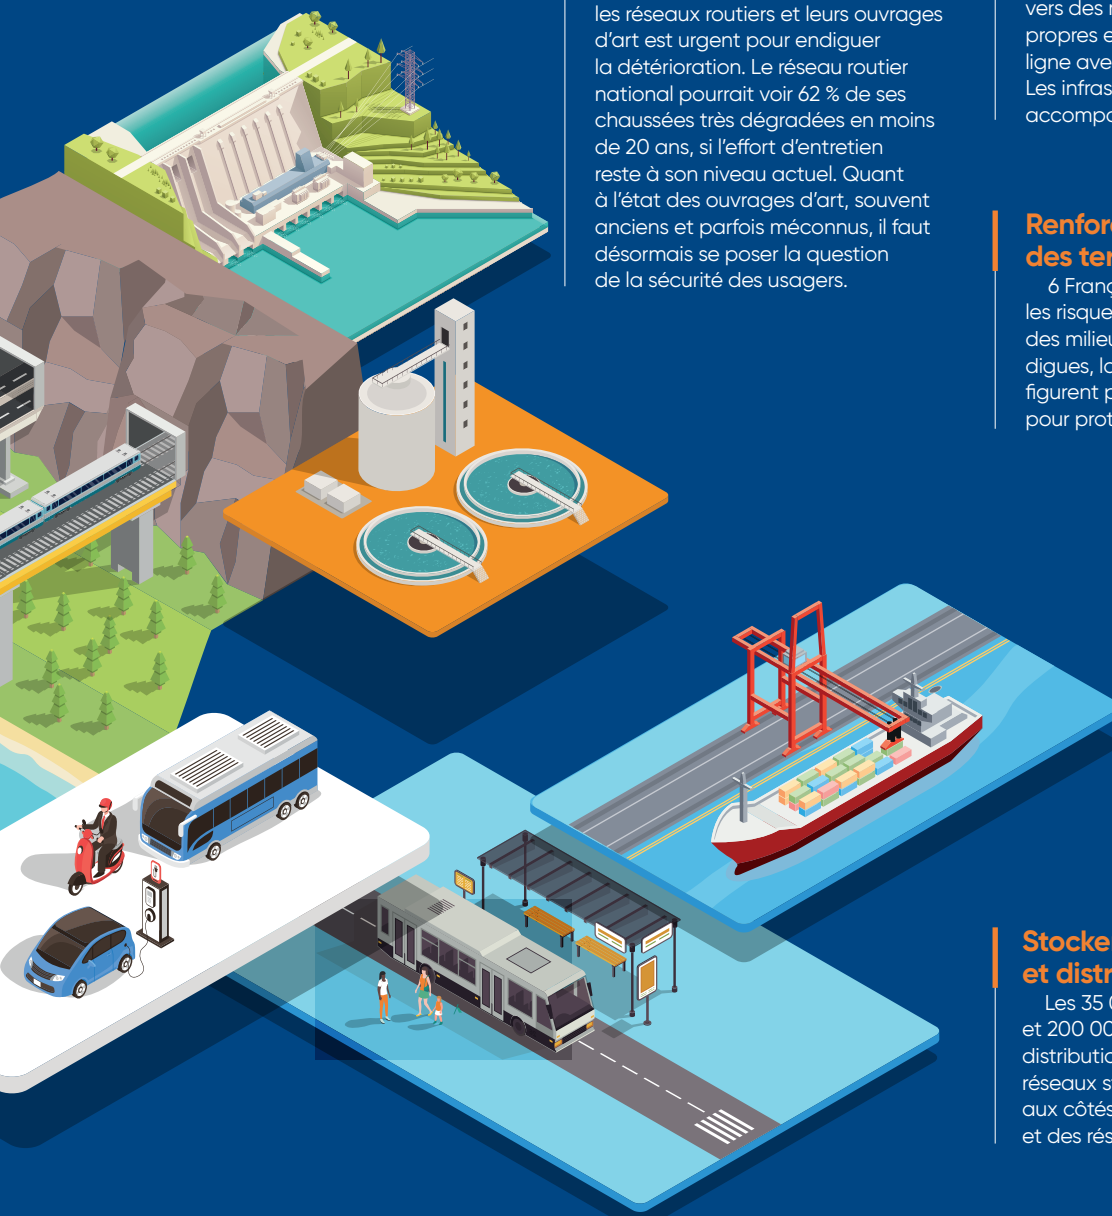 les réseaux routiers et leurs ouvrages
d’art est urgent pour endiguer
la détérioration. Le réseau routier
national pourrait voir 62 % de ses
chaussées très dégradées en moins
de 20 ans, si l’effort d’entretien
reste à son niveau actuel. Quant
à l’état des ouvrages d’art, souvent
anciens et parfois méconnus, il faut
désormais se poser la question
de la sécurité des usagers.
vers des
propres e
ligne ave
Les infras
accompa
Renforc
des ter
6 Franç
les risque
des milieu
digues, la
figurent p
pour prot
Stocke
et distr
Les 35 0
et 200 00
distributio
réseaux s
aux côtés
et des rés